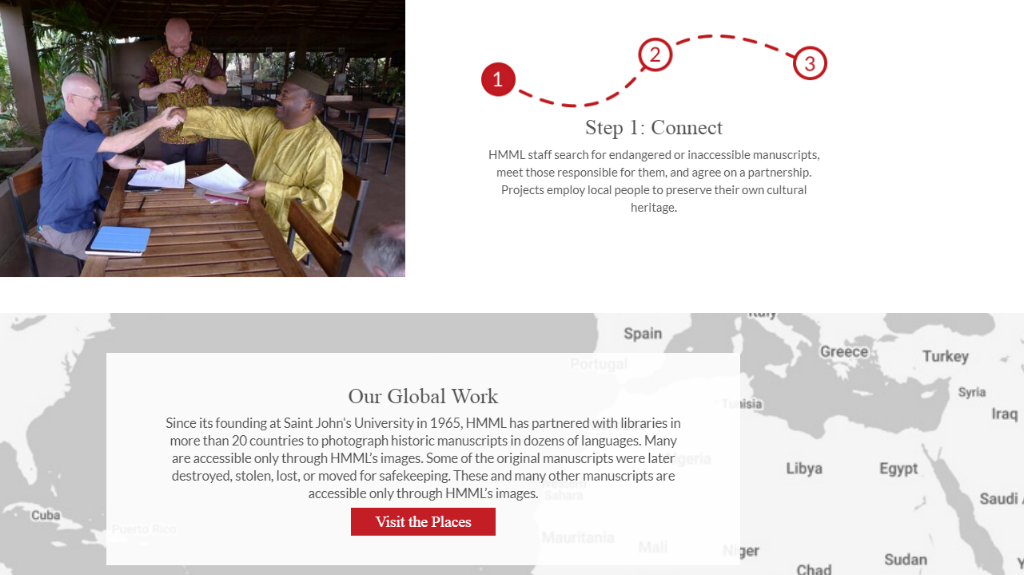 1
2
3
Step 1: Connect
HMML staff search for endangered or inaccessible manuscripts,
meet those responsible for them, and agree on a partnership.
Projects employ local people to preserve their own cultural
heritage.
Italy
Spain
Portugal
Greece
Turkey
Tunisia
Syria
Iraq
Our Global Work
Since its founding at Saint John's University in 1965, HMML has partnered with libraries in
more than 20 countries to photograph historic manuscripts in dozens of languages. Many
are accessible only through HMML's images. Some of the original manuscripts were later
destroyed, stolen, lost, or moved for safekeeping. These and many other manuscripts are
accessible only through HMML's images.
Algeria
Libya
Egypt
Western
Sahara
Saudi
Cuba
Puerto Rico
Visit the Places
Mauritania
Mali
Niger
Chad
Sudan
Y